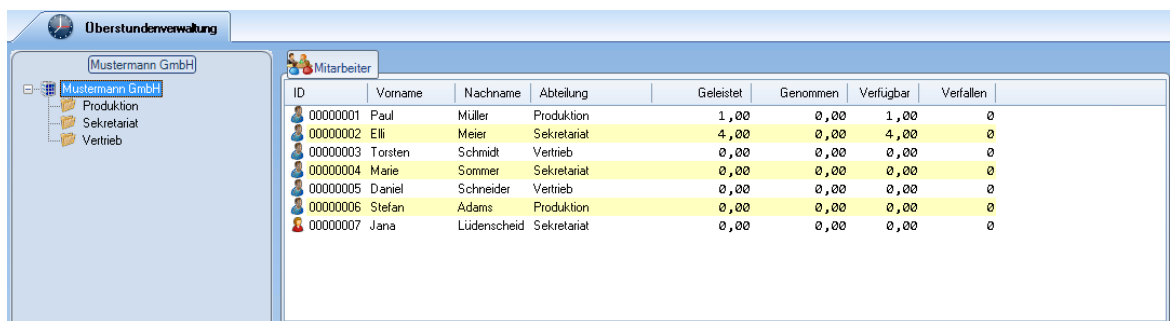 Überstundenverwaltung
Mustermann GmbH
Mustermann GmbH
Produktion
Sekretariat
Vertrieb
Mitarbeiter
ID Vorname Nachname Abteilung Geleistet Genommen Verfügbar Verfallen
00000001 Paul Müller Produktion 1,00 0,00 1,00 0
00000002 Elli Meier Sekretariat 4,00 0,00 4,00 0
00000003 Torsten Schmidt Vertrieb 0,00 0,00 0,00 0
00000004 Marie Sommer Sekretariat 0,00 0,00 0,00 0
00000005 Daniel Schneider Vertrieb 0,00 0,00 0,00 0
00000006 Stefan Adams Produktion 0,00 0,00 0,00 0
00000007 Jana Lüdenscheid Sekretariat 0,00 0,00 0,00 0